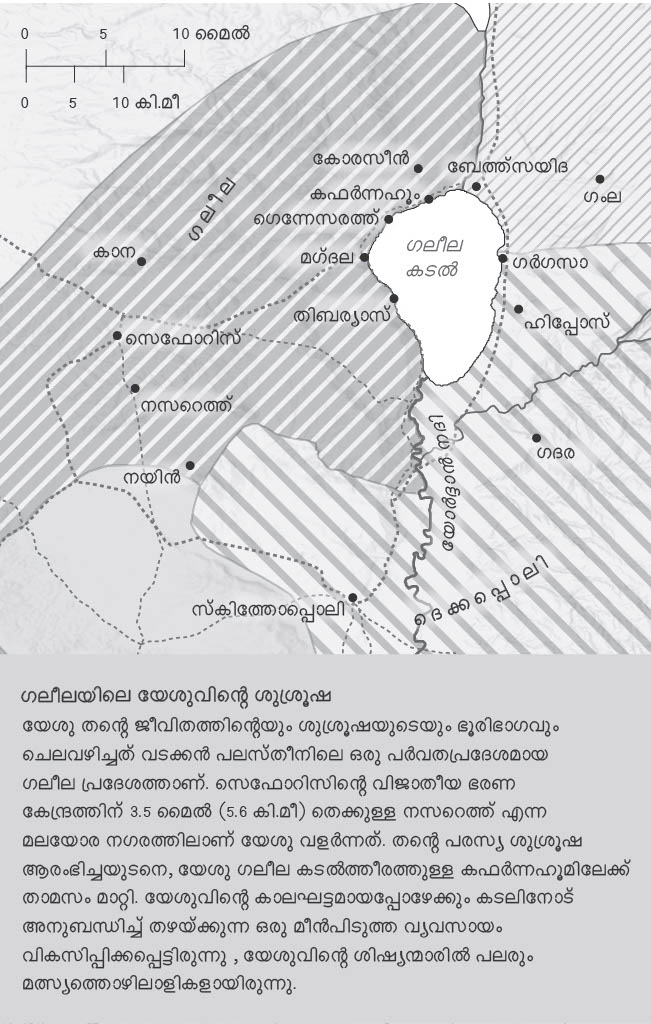 0 5 10 മൈൽ
0 5 10 കി.മീ
കോരസീൻ
ബേത്ത്സയിദ
കഫർന്നഹൂം
ഗംല
ഗെന്നേസരത്ത്
ഗലീല
ഗലീല
കടൽ
കാന
മഗ്ദല
ഗർഗസാ
തിബര്യാസ്
ഹിപ്പോസ്
സെഫോറിസ്
നസറെത്ത്
യോർദ്ദാൻ നദി
ഗദര
നയിൻ
ദെക്കപ്പൊലി
സ്കിത്തോപ്പൊലി
ഗലീലയിലെ യേശുവിന്റെ ശുശ്രൂഷ
യേശു തന്റെ ജീവിതത്തിന്റെയും ശുശ്രൂഷയുടെയും ഭൂരിഭാഗവും
ചെലവഴിച്ചത് വടക്കൻ പലസ്തീനിലെ ഒരു പർവതപ്രദേശമായ
ഗലീല പ്രദേശത്താണ്. സെഫോറിസിന്റെ വിജാതീയ ഭരണ
കേന്ദ്രത്തിന് 3.5 മൈൽ (5.6 കി.മീ) തെക്കുള്ള നസറെത്ത് എന്ന
മലയോര നഗരത്തിലാണ് യേശു വളർന്നത്. തന്റെ പരസ്യ ശുശ്രൂഷ
ആരംഭിച്ചയുടനെ, യേശു ഗലീല കടൽത്തീരത്തുള്ള കഫർന്നഹൂമിലേക്ക്
താമസം മാറ്റി. യേശുവിന്റെ കാലഘട്ടമായപ്പോഴേക്കും കടലിനോട്
അനുബന്ധിച്ച് തഴയ്ക്കുന്ന ഒരു മീൻപിടുത്ത വ്യവസായം
വികസിപ്പിക്കപ്പെട്ടിരുന്നു , യേശുവിന്റെ ശിഷ്യന്മാരിൽ പലരും
മത്സ്യത്തൊഴിലാളികളായിരുന്നു.